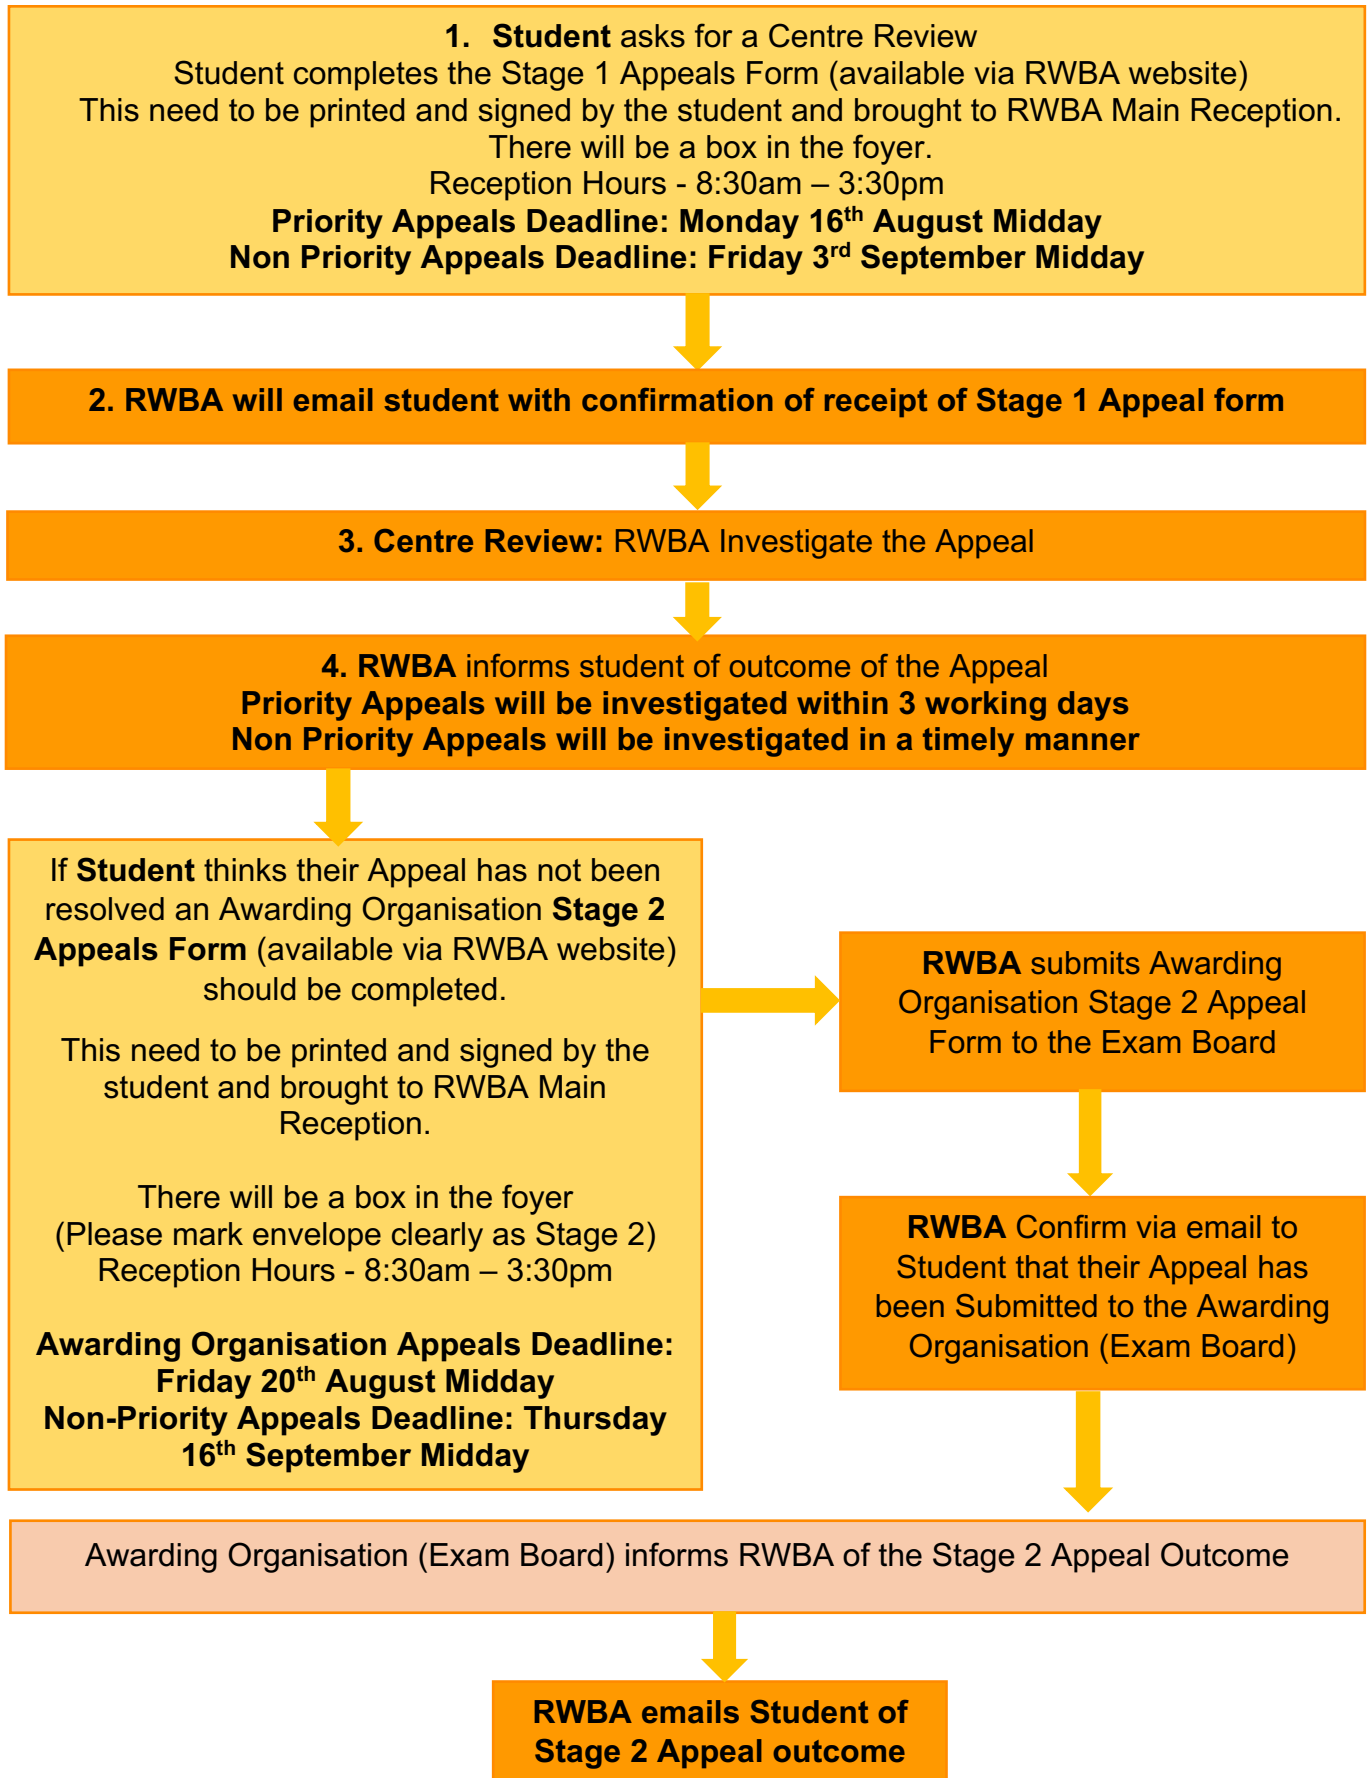 1. Student asks for a Centre Review
Student completes the Stage 1 Appeals Form (available via RWBA website)
This need to be printed and signed by the student and brought to RWBA Main Reception.
There will be a box in the foyer.
Reception Hours - 8:30am – 3:30pm
Priority Appeals Deadline: Monday 16th August Midday
Non Priority Appeals Deadline: Friday 3rd September Midday
2. RWBA will email student with confirmation of receipt of Stage 1 Appeal form
3. Centre Review: RWBA Investigate the Appeal
4. RWBA informs student of outcome of the Appeal
Priority Appeals will be investigated within 3 working days
Non Priority Appeals will be investigated in a timely manner
If Student thinks their Appeal has not been
resolved an Awarding Organisation Stage 2
Appeals Form (available via RWBA website)
should be completed.
This need to be printed and signed by the
student and brought to RWBA Main
Reception.
There will be a box in the foyer
(Please mark envelope clearly as Stage 2)
Reception Hours - 8:30am – 3:30pm
Awarding Organisation Appeals Deadline:
Friday 20th August Midday
Non-Priority Appeals Deadline: Thursday
16th September Midday
RWBA submits Awarding
Organisation Stage 2 Appeal
Form to the Exam Board
RWBA Confirm via email to
Student that their Appeal has
been Submitted to the Awarding
Organisation (Exam Board)
Awarding Organisation (Exam Board) informs RWBA of the Stage 2 Appeal Outcome
RWBA emails Student of
Stage 2 Appeal outcome